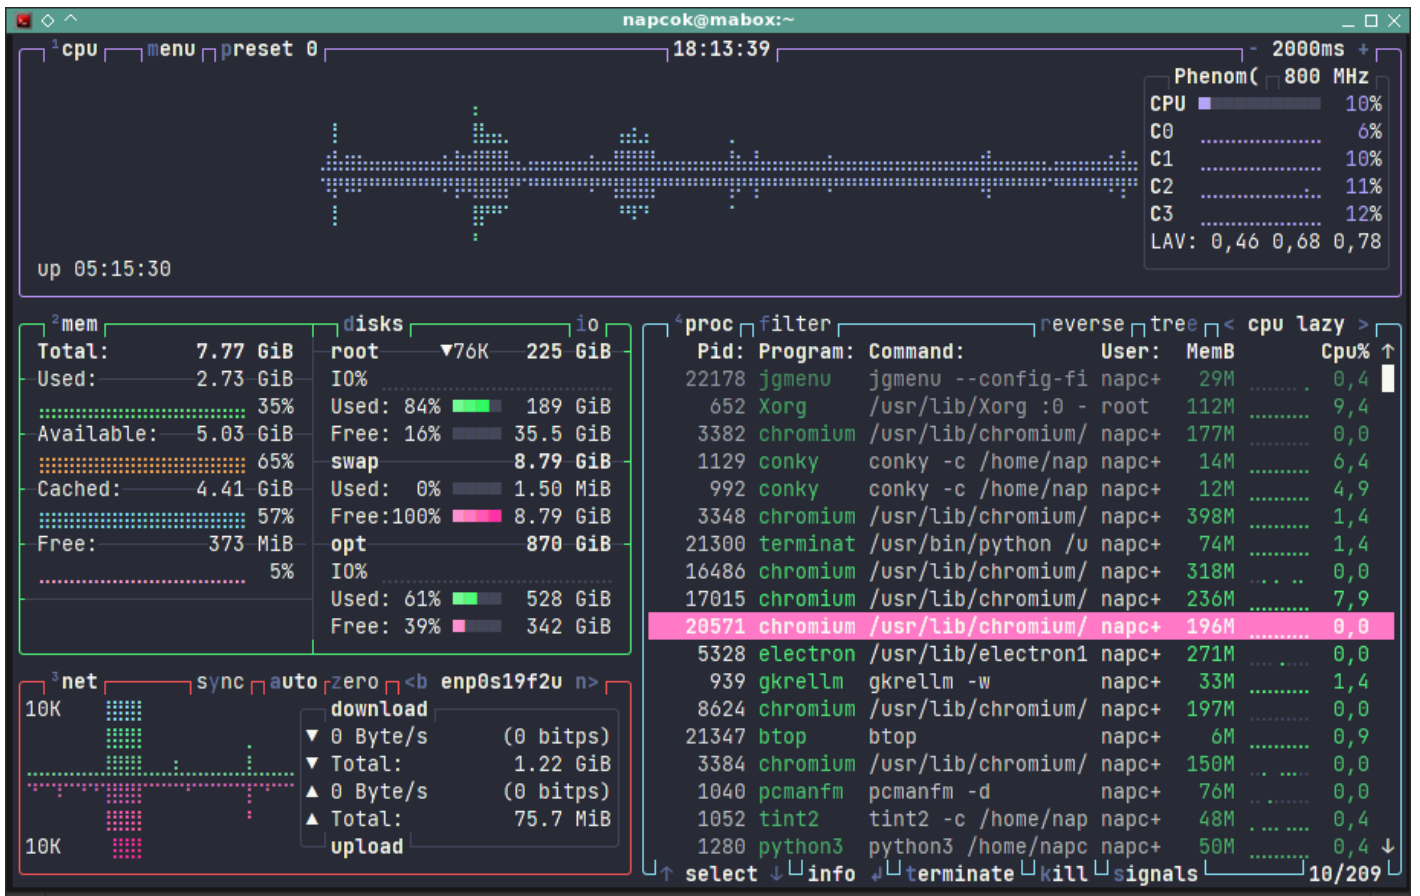 napcok@mabox:~
¹cpu menu preset 0 18:13:39 - 2000ms +
Phenom( 800 MHz
CPU 10%
C0 6%
C1 10%
C2 11%
C3 12%
LAV: 0,46 0,68 0,78
up 05:15:30
²mem
Total: 7.77 GiB
Used: 2.73 GiB
35%
Available: 5.03 GiB
65%
Cached: 4.41 GiB
57%
Free: 373 MiB
5%
disks io
root ▼76K 225 GiB
IO%
Used: 84% 189 GiB
Free: 16% 35.5 GiB
swap 8.79 GiB
Used: 0% 1.50 MiB
Free:100% 8.79 GiB
opt 870 GiB
IO%
Used: 61% 528 GiB
Free: 39% 342 GiB
³net sync auto zero <b enp0s19f2u n>
10K
10K
download
▼ 0 Byte/s (0 bitps)
▼ Total: 1.22 GiB
▲ 0 Byte/s (0 bitps)
▲ Total: 75.7 MiB
upload
⁴proc filter reverse tree < cpu lazy >
Pid: Program: Command: User: MemB Cpu% ↑
22178 jgmenu jgmenu --config-fi napc+ 29M 0,4
652 Xorg /usr/lib/Xorg :0 - root 112M 9,4
3382 chromium /usr/lib/chromium/ napc+ 177M 0,0
1129 conky conky -c /home/nap napc+ 14M 6,4
992 conky conky -c /home/nap napc+ 12M 4,9
3348 chromium /usr/lib/chromium/ napc+ 398M 1,4
21300 terminat /usr/bin/python /u napc+ 74M 1,4
16486 chromium /usr/lib/chromium/ napc+ 318M 0,0
17015 chromium /usr/lib/chromium/ napc+ 236M 7,9
20571 chromium /usr/lib/chromium/ napc+ 196M 0,0
5328 electron /usr/lib/electron1 napc+ 271M 0,0
939 gkrellm gkrellm -w napc+ 33M 1,4
8624 chromium /usr/lib/chromium/ napc+ 197M 0,0
21347 btop btop napc+ 6M 0,9
3384 chromium /usr/lib/chromium/ napc+ 150M 0,0
1040 pcmanfm pcmanfm -d napc+ 76M 0,0
1052 tint2 tint2 -c /home/nap napc+ 48M 0,4
1280 python3 python3 /home/napc napc+ 50M 0,4 ↓
↑ select ↓ info ↲ terminate kill signals 10/209